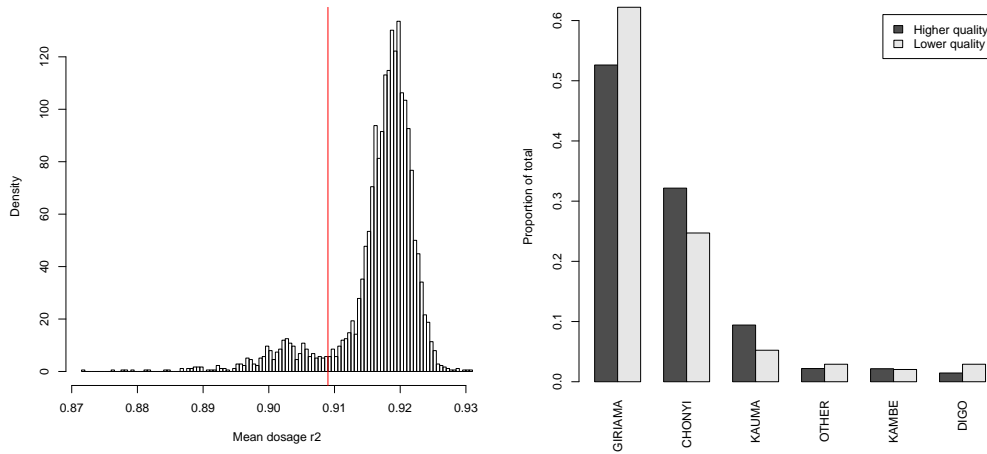 Density
0 20 40 60 80 100 120
0.87 0.88 0.89 0.90 0.91 0.92 0.93
Mean dosage r2
Higher quality
Lower quality
Proportion of total
0.0 0.1 0.2 0.3 0.4 0.5 0.6
GIRIAMA
CHONYI
KAUMA
OTHER
KAMBE
DIGO